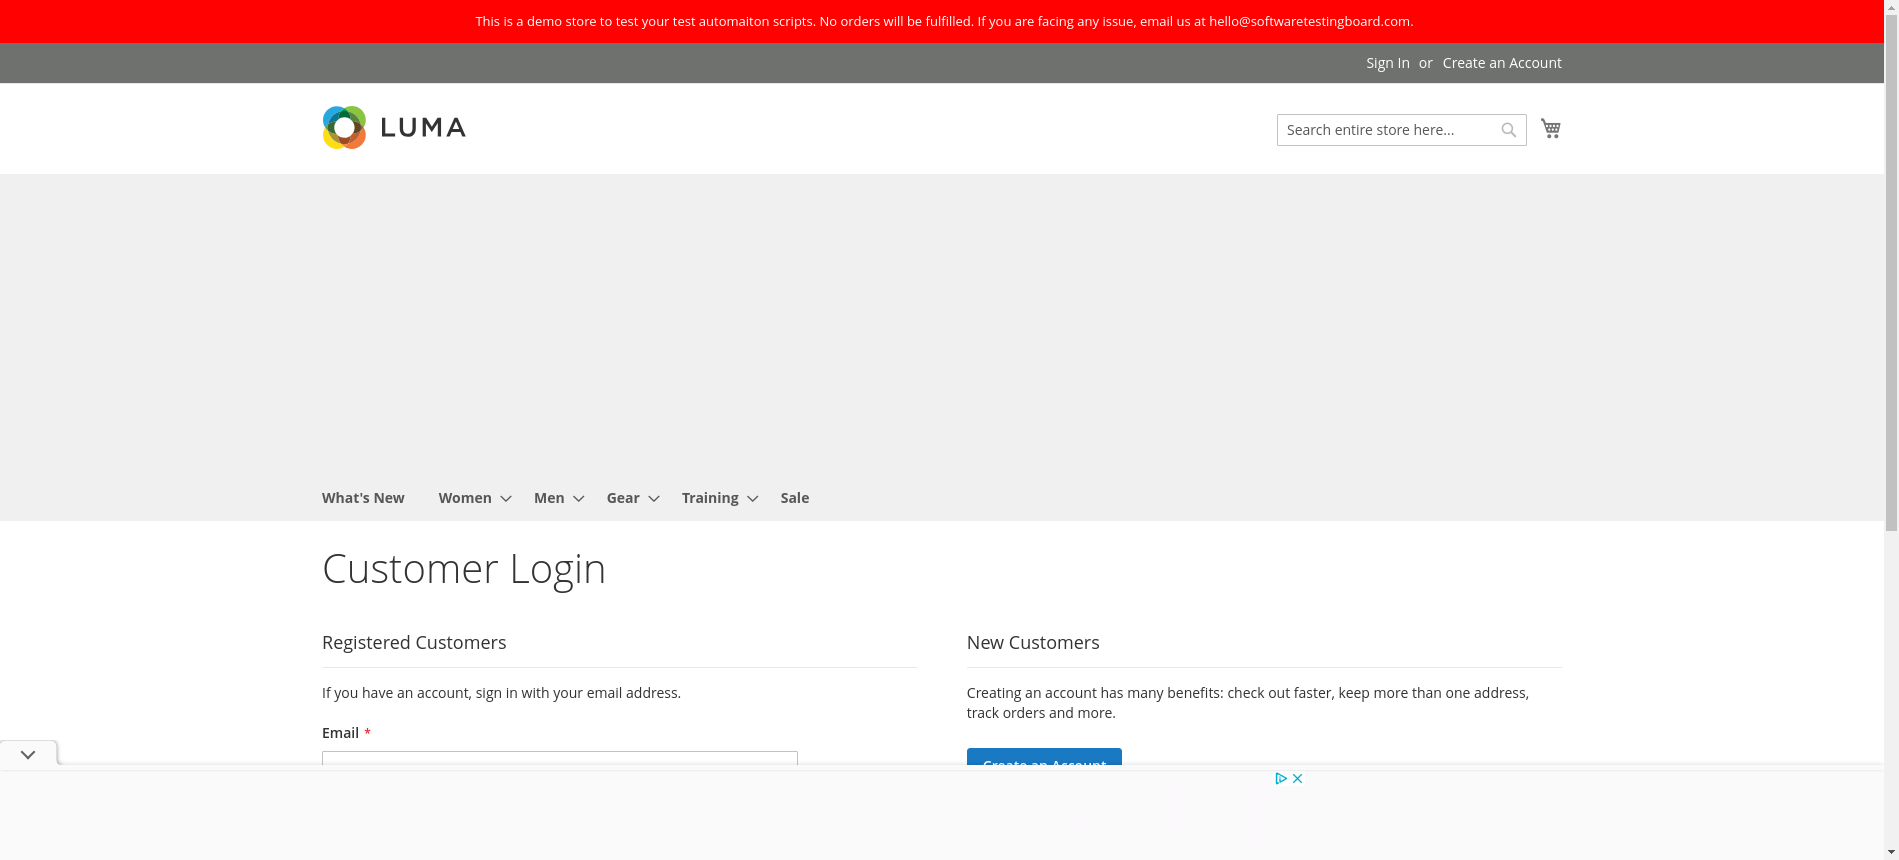 This is a demo store to test your test automaiton scripts. No orders will be fulfilled. If you are facing any issue, email us at hello@softwaretestingboard.com.
Sign In or Create an Account
LUMA
Search entire store here...
What's New Women Men Gear Training Sale
Customer Login
Registered Customers
If you have an account, sign in with your email address.
Email *
New Customers
Creating an account has many benefits: check out faster, keep more than one address,
track orders and more.
Create an Account